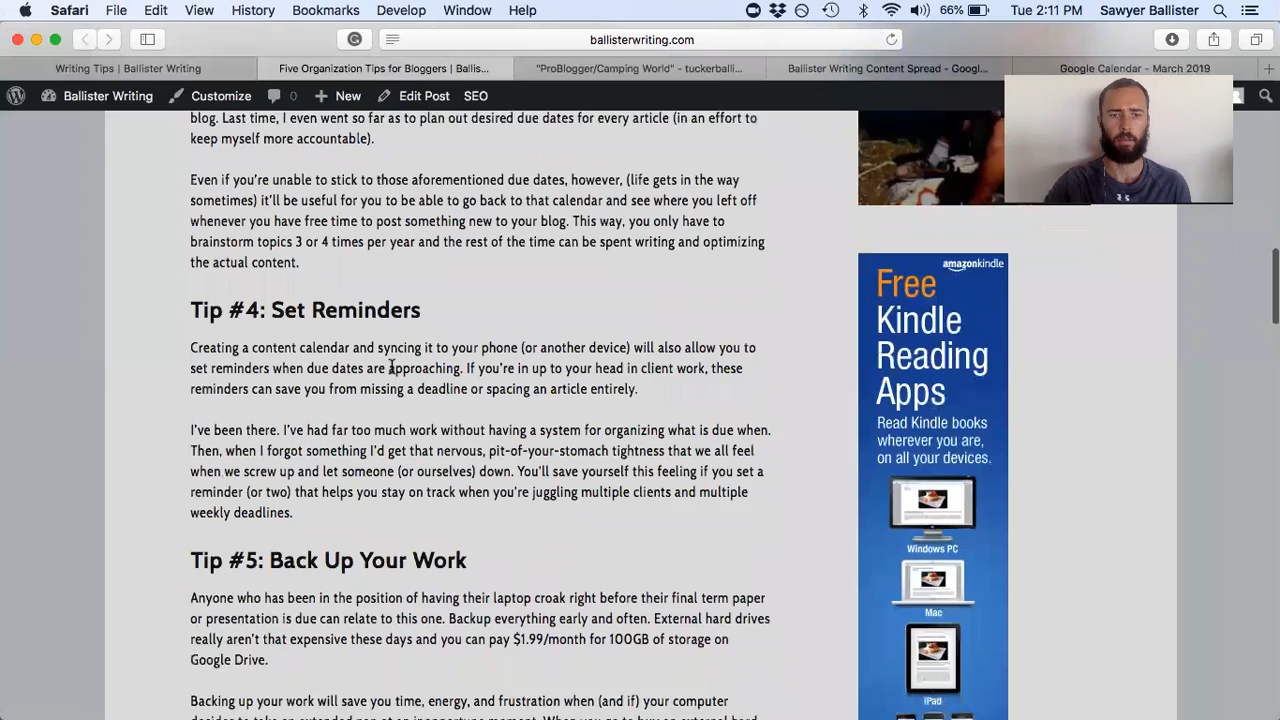 Safari File Edit View History Bookmarks Develop Window Help 66% Tue 2:11 PM Sawyer Ballister
ballisterwriting.com
Writing Tips | Ballister Writing Five Organization Tips for Bloggers | Ballis... "ProBlogger/Camping World" - tuckerballi... Ballister Writing Content Spread - Googl... Google Calendar - March 2019
Ballister Writing Customize 0 New Edit Post SEO
blog. Last time, I even went so far as to plan out desired due dates for every article (in an effort to
keep myself more accountable).
Even if you're unable to stick to those aforementioned due dates, however, (life gets in the way
sometimes) it'll be useful for you to be able to go back to that calendar and see where you left off
whenever you have free time to post something new to your blog. This way, you only have to
brainstorm topics 3 or 4 times per year and the rest of the time can be spent writing and optimizing
the actual content.
Tip #4: Set Reminders
Creating a content calendar and syncing it to your phone (or another device) will also allow you to
set reminders when due dates are approaching. If you're in up to your head in client work, these
reminders can save you from missing a deadline or spacing an article entirely.
I've been there. I've had far too much work without having a system for organizing what is due when.
Then, when I forgot something I'd get that nervous, pit-of-your-stomach tightness that we all feel
when we screw up and let someone (or ourselves) down. You'll save yourself this feeling if you set a
reminder (or two) that helps you stay on track when you're juggling multiple clients and multiple
weekly deadlines.
Tip #5: Back Up Your Work
Anyone who has been in the position of having their laptop croak right before their final term paper
or presentation is due can relate to this one. Backup everything early and often. External hard drives
really aren't that expensive these days and you can pay $1.99/month for 100GB of storage on
Google Drive.
Backing up your work will save you time, energy, and frustration when (and if) your computer
amazonkindle
Free
Kindle
Reading
Apps
Read Kindle books
wherever you are,
on all your devices.
Windows PC
Mac
iPad